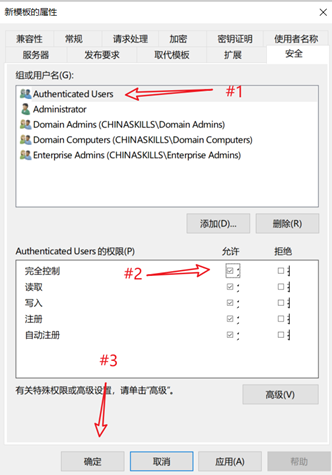 新模板的属性
兼容性 常规 请求处理 加密 密钥证明 使用者名称
服务器 发布要求 取代模板 扩展 安全
组或用户名(G):
Authenticated Users
#1
Administrator
Domain Admins (CHINASKILLS\Domain Admins)
Domain Computers (CHINASKILLS\Domain Computers)
Enterprise Admins (CHINASKILLS\Enterprise Admins)
添加(D)... 删除(R)
Authenticated Users 的权限(P) 允许 拒绝
完全控制
#2
读取
写入
注册
自动注册
#3
有关特殊权限或高级设置，请单击"高级"。
高级(V)
确定 取消 应用(A) 帮助